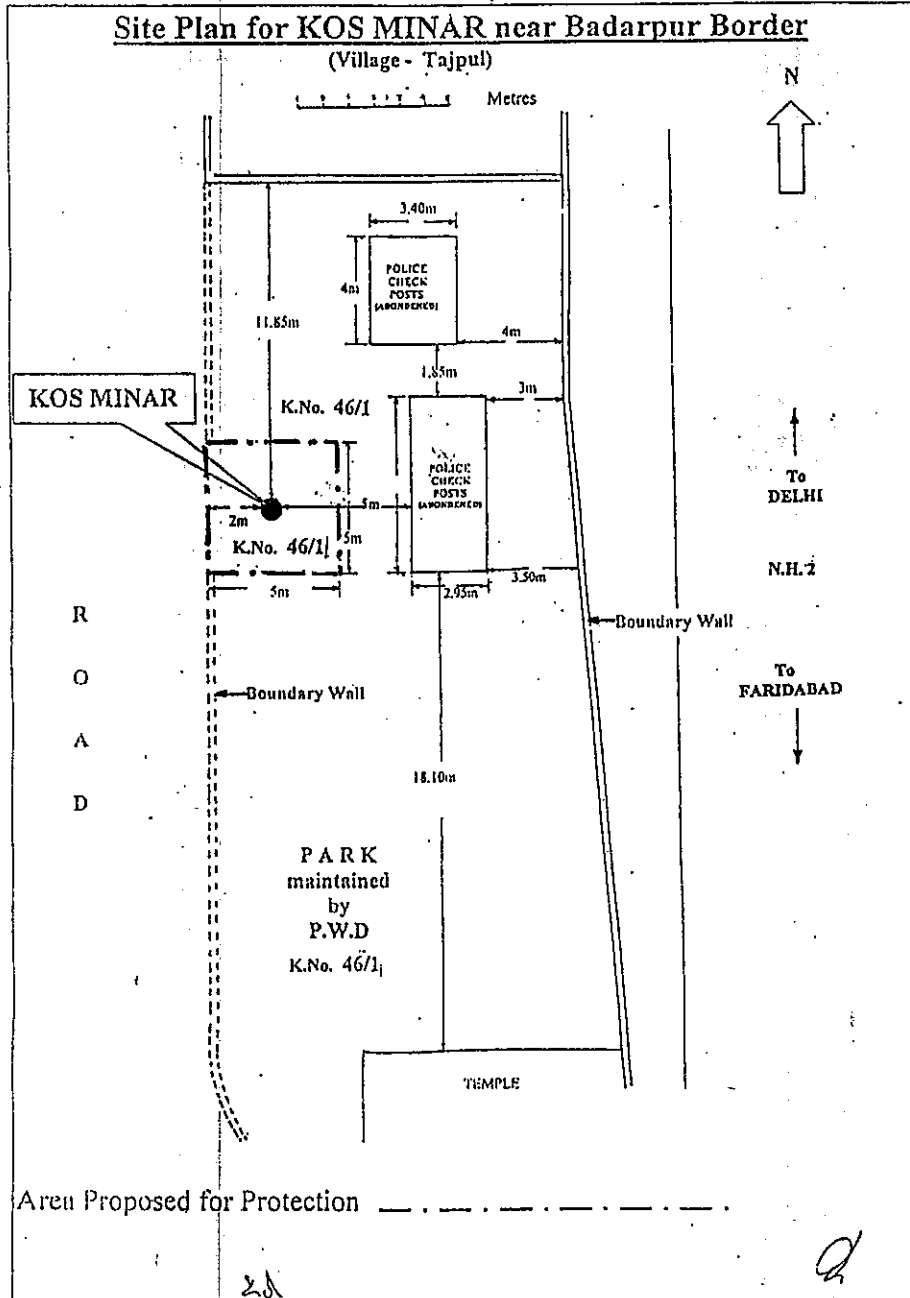 Site Plan for KOS MINAR near Badarpur Border
(Village - Tajpul)
Metres
N
3.40m
POLICE
CHECK
POSTS
(ABONDENED)
4m
11.85m
4m
1.85m
3m
KOS MINAR
K.No. 46/1
POLICE
CHECK
POSTS
(ABONDENED)
To
DELHI
2m
5m
5m
K.No. 46/1
5m
2.95m
3.50m
N.H.2
Boundary Wall
R
O
A
D
To
FARIDABAD
Boundary Wall
18.10m
PARK
maintained
by
P.W.D
K.No. 46/1
TEMPLE
Area Proposed for Protection